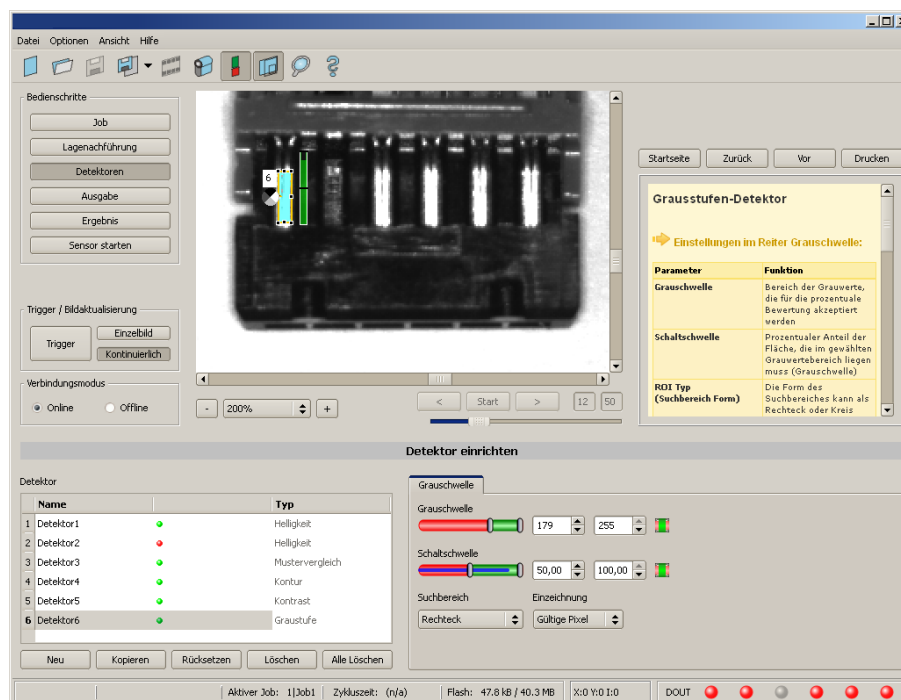 Datei Optionen Ansicht Hilfe
Bedienschritte
Job
Lagenachführung
Detektoren
Ausgabe
Ergebnis
Sensor starten
Trigger / Bildaktualisierung
Trigger
Einzelbild
Kontinuierlich
Verbindungsmodus
Online Offline
6
- 200% +
< Start > 12 50
Startseite Zurück Vor Drucken
Grausstufen-Detektor
Einstellungen im Reiter Grauschwelle:
Parameter Funktion
Grauschwelle Bereich der Grauwerte,
die für die prozentuale
Bewertung akzeptiert
werden
Schaltschwelle Prozentualer Anteil der
Fläche, die im gewählten
Grauwertebereich liegen
muss (Grauschwelle)
ROI Typ Die Form des
(Suchbereich Form) Suchbereiches kann als
Rechteck oder Kreis
Detektor einrichten
Detektor
Name Typ
1 Detektor1 Helligkeit
2 Detektor2 Helligkeit
3 Detektor3 Mustervergleich
4 Detektor4 Kontur
5 Detektor5 Kontrast
6 Detektor6 Graustufe
Neu Kopieren Rücksetzen Löschen Alle Löschen
Grauschwelle
Grauschwelle
179 255
Schaltschwelle
50,00 100,00
Suchbereich Einzeichnung
Rechteck Gültige Pixel
Aktiver Job: 1|Job1 Zykluszeit: (n/a) Flash: 47.8 kB / 40.3 MB X:0 Y:0 I:0 DOUT